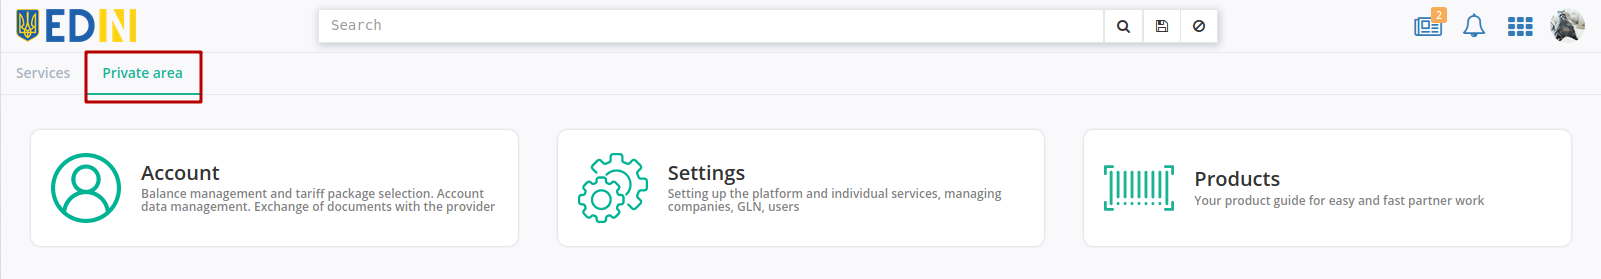 EDIN
Search
2
Services
Private area
Account
Balance management and tariff package selection. Account
data management. Exchange of documents with the provider
Settings
Setting up the platform and individual services, managing
companies, GLN, users
Products
Your product guide for easy and fast partner work